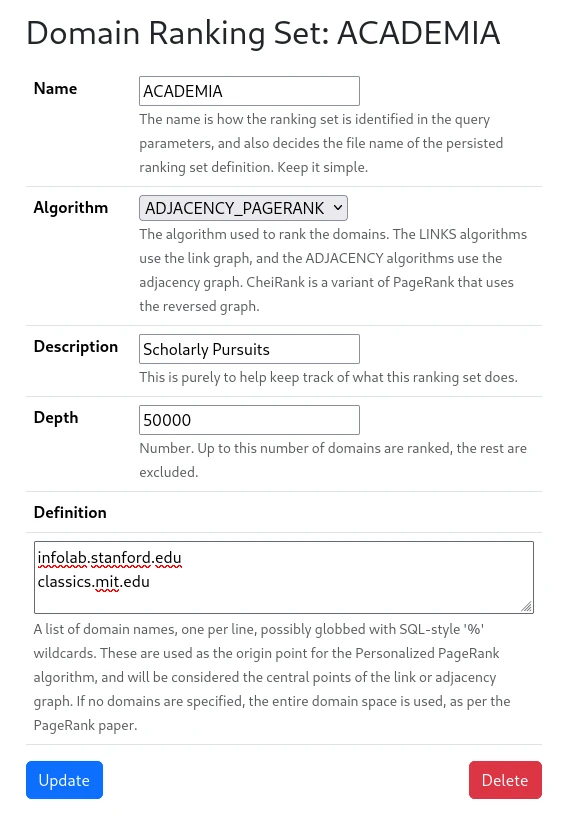 Domain Ranking Set: ACADEMIA
Name
ACADEMIA
The name is how the ranking set is identified in the query
parameters, and also decides the file name of the persisted
ranking set definition. Keep it simple.
Algorithm
ADJACENCY_PAGERANK
The algorithm used to rank the domains. The LINKS algorithms
use the link graph, and the ADJACENCY algorithms use the
adjacency graph. CheiRank is a variant of PageRank that uses
the reversed graph.
Description
Scholarly Pursuits
This is purely to help keep track of what this ranking set does.
Depth
50000
Number. Up to this number of domains are ranked, the rest are
excluded.
Definition
infolab.stanford.edu
classics.mit.edu
A list of domain names, one per line, possibly globbed with SQL-style '%'
wildcards. These are used as the origin point for the Personalized PageRank
algorithm, and will be considered the central points of the link or adjacency
graph. If no domains are specified, the entire domain space is used, as per the
PageRank paper.
Update
Delete